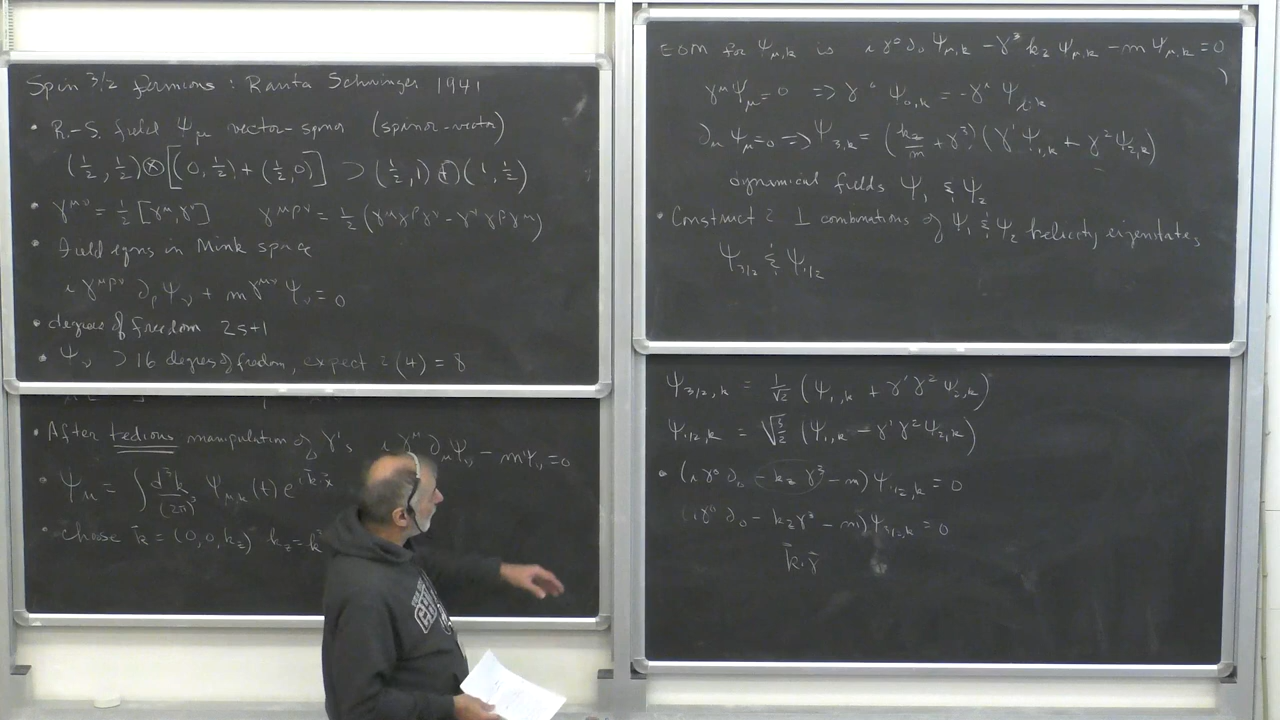 Spin 3/2 fermions: Rarita Schwinger 1941
• R.-S. field Ψ_μ vector-spinor (spinor-vector)
(1/2, 1/2) ⊗ [(0, 1/2) + (1/2, 0)] ⊃ (1/2, 1) ⊕ (1, 1/2)
• γ^{μν} = 1/2 [γ^μ, γ^ν] γ^{μρν} = 1/2 (γ^μ γ^ρ γ^ν - γ^ν γ^ρ γ^μ)
• Field eqns in Mink space
i γ^{μρν} ∂_ρ Ψ_ν + m γ^{μν} Ψ_ν = 0
• degrees of freedom 2s+1
• Ψ_ν ⊃ 16 degrees of freedom, expect 2(4) = 8
• After tedious manipulation of γ's i γ^μ ∂_μ Ψ_ν - mΨ_ν = 0
• Ψ_μ = ∫ d^3k/(2π)^3 Ψ_{μ,k}(t) e^{i k̄·x̄}
• choose k̄ = (0, 0, k_z) k_z =
EOM for Ψ_{μ,k} is i γ^0 ∂_0 Ψ_{μ,k} - γ^3 k_z Ψ_{μ,k} - m Ψ_{μ,k} = 0
γ^μ Ψ_μ = 0 => γ^0 Ψ_{0,k} = -γ^i Ψ_{i,k}
∂_μ Ψ_μ = 0 => Ψ_{3,k} = (k_z/m + γ^3)(γ^1 Ψ_{1,k} + γ^2 Ψ_{2,k})
dynamical fields Ψ_1 & Ψ_2
• Construct 2 ⊥ combinations of Ψ_1 & Ψ_2 helicity eigenstates,
Ψ_{3/2} & Ψ_{1/2}
Ψ_{3/2,k} = 1/√2 (Ψ_{1,k} + γ^1 γ^2 Ψ_{2,k})
Ψ_{1/2,k} = √(3/2) (Ψ_{1,k} - γ^1 γ^2 Ψ_{2,k})
• (i γ^0 ∂_0 - k_z γ^3 - m) Ψ_{1/2,k} = 0
(i γ^0 ∂_0 - k_z γ^3 - m) Ψ_{3/2,k} = 0
k̄·γ̄